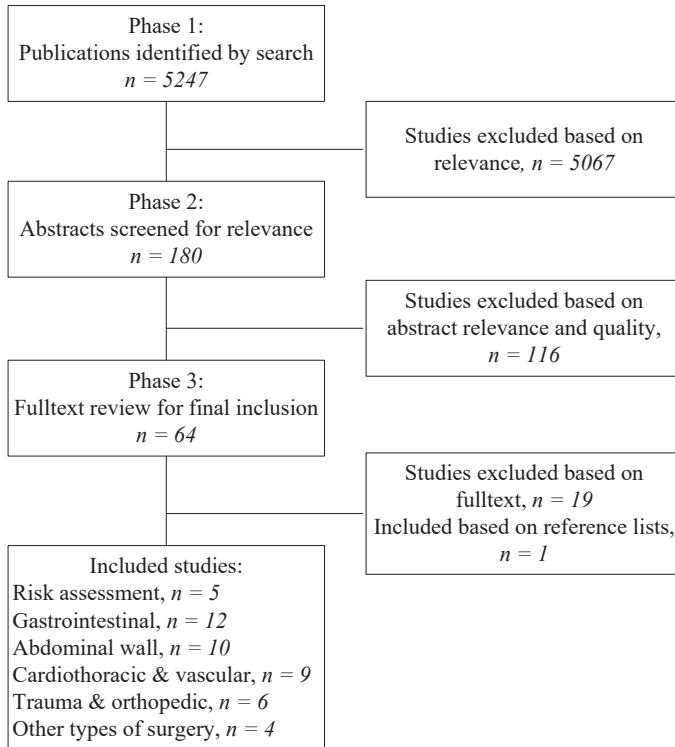 Phase 1:
Publications identified by search
n = 5247
Studies excluded based on
relevance, n = 5067
Phase 2:
Abstracts screened for relevance
n = 180
Studies excluded based on
abstract relevance and quality,
n = 116
Phase 3:
Fulltext review for final inclusion
n = 64
Studies excluded based on
fulltext, n = 19
Included based on reference lists,
n = 1
Included studies:
Risk assessment, n = 5
Gastrointestinal, n = 12
Abdominal wall, n = 10
Cardiothoracic & vascular, n = 9
Trauma & orthopedic, n = 6
Other types of surgery, n = 4